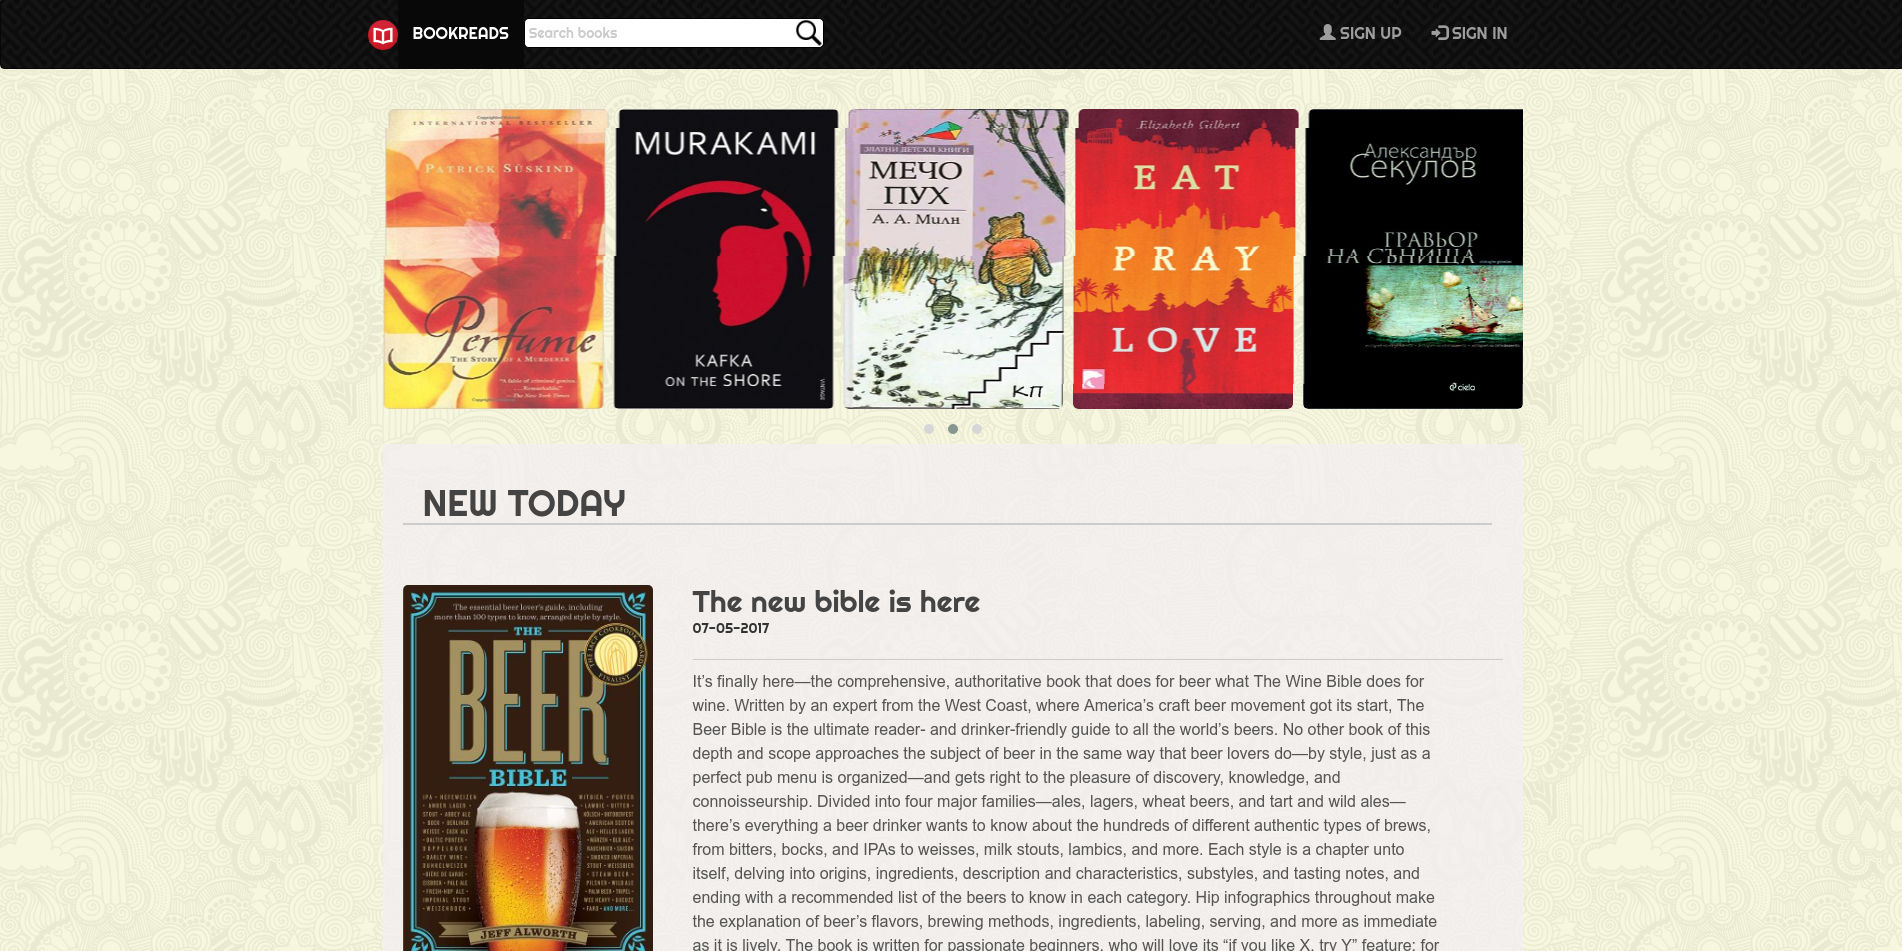 BOOKREADS
Search books
SIGN UP
SIGN IN
INTERNATIONAL BESTSELLER
PATRICK SÜSKIND
Perfume
THE STORY OF A MURDERER
MURAKAMI
KAFKA
ON THE SHORE
VINTAGE
ЗЛАТНИ ДЕТСКИ КНИГИ
МЕЧО
ПУХ
А. А. Милн
КП
Elizabeth Gilbert
EAT
PRAY
LOVE
Александър
Секулов
ГРАВЬОР
НА СЪНИЩА
ciela
NEW TODAY
The essential beer lover's guide, including
more than 100 types to know, arranged style by style.
THE
BEER
BIBLE
FINALIST
JEFF ALWORTH
The new bible is here
07-05-2017
It’s finally here—the comprehensive, authoritative book that does for beer what The Wine Bible does for
wine. Written by an expert from the West Coast, where America’s craft beer movement got its start, The
Beer Bible is the ultimate reader- and drinker-friendly guide to all the world’s beers. No other book of this
depth and scope approaches the subject of beer in the same way that beer lovers do—by style, just as a
perfect pub menu is organized—and gets right to the pleasure of discovery, knowledge, and
connoisseurship. Divided into four major families—ales, lagers, wheat beers, and tart and wild ales—
there’s everything a beer drinker wants to know about the hundreds of different authentic types of brews,
from bitters, bocks, and IPAs to weisses, milk stouts, lambics, and more. Each style is a chapter unto
itself, delving into origins, ingredients, description and characteristics, substyles, and tasting notes, and
ending with a recommended list of the beers to know in each category. Hip infographics throughout make
the explanation of beer’s flavors, brewing methods, ingredients, labeling, serving, and more as immediate
as it is lively. The book is written for passionate beginners, who will love its “if you like X, try Y” feature; for